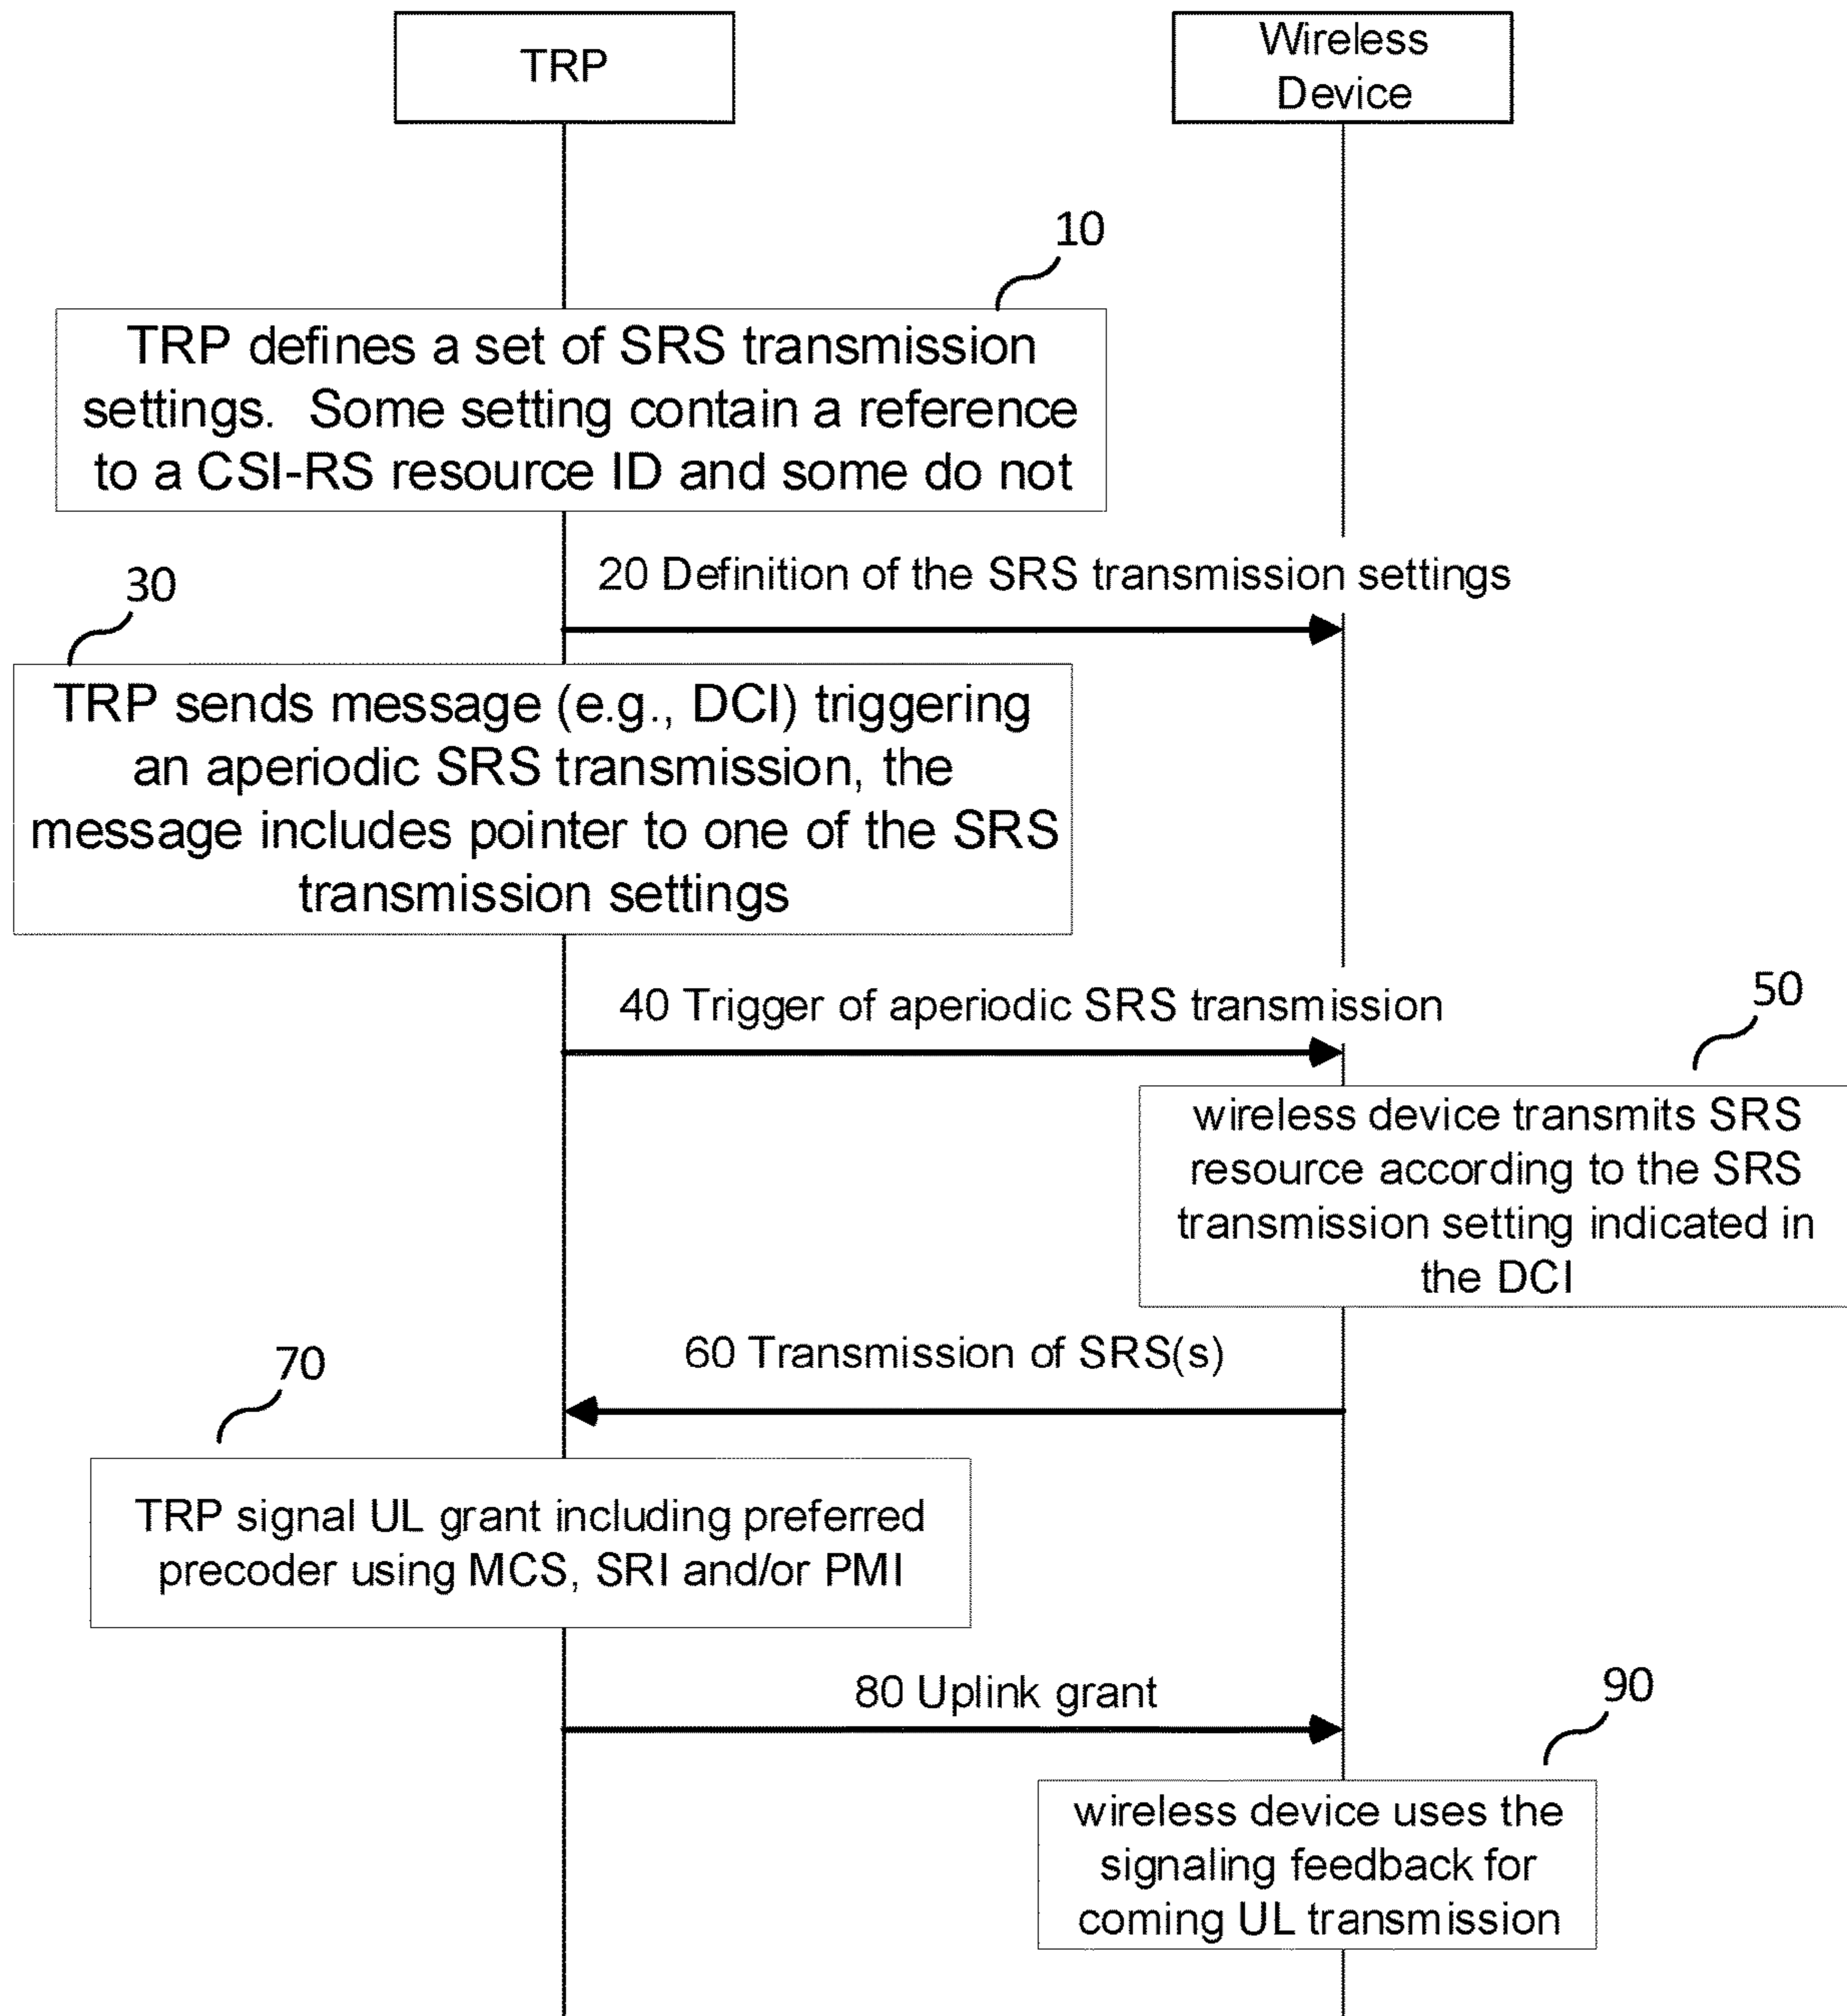 TRP
Wireless
Device
10
TRP defines a set of SRS transmission
settings. Some setting contain a reference
to a CSI-RS resource ID and some do not
20 Definition of the SRS transmission settings
30
TRP sends message (e.g., DCI) triggering
an aperiodic SRS transmission, the
message includes pointer to one of the SRS
transmission settings
40 Trigger of aperiodic SRS transmission
50
wireless device transmits SRS
resource according to the SRS
transmission setting indicated in
the DCI
60 Transmission of SRS(s)
70
TRP signal UL grant including preferred
precoder using MCS, SRI and/or PMI
80 Uplink grant
90
wireless device uses the
signaling feedback for
coming UL transmission